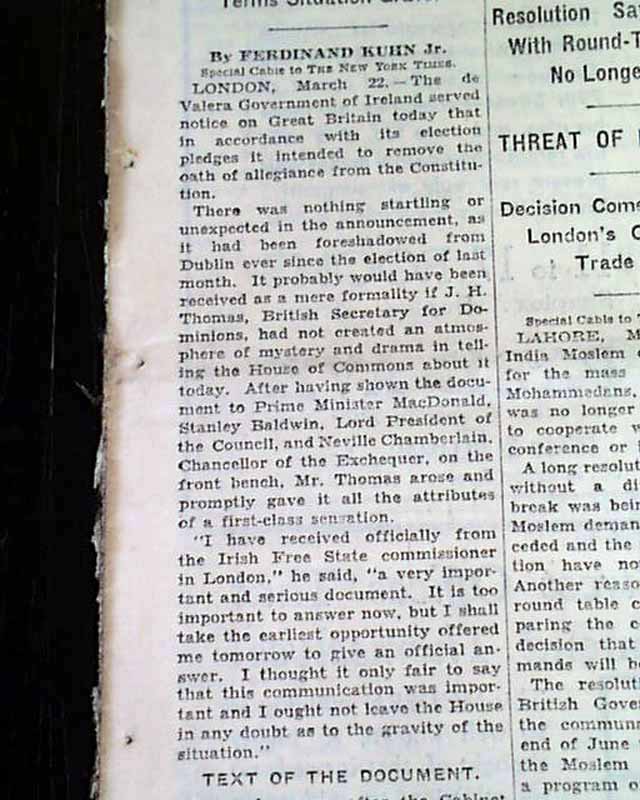 Terms Situation Grave.
By FERDINAND KUHN Jr.
Special Cable to THE NEW YORK TIMES.
LONDON, March 22.—The de
Valera Government of Ireland served
notice on Great Britain today that
in accordance with its election
pledges it intended to remove the
oath of allegiance from the Constitu-
tion.
There was nothing startling or
unexpected in the announcement, as
it had been foreshadowed from
Dublin ever since the election of last
month. It probably would have been
received as a mere formality if J. H.
Thomas, British Secretary for Do-
minions, had not created an atmos-
phere of mystery and drama in tell-
ing the House of Commons about it
today. After having shown the docu-
ment to Prime Minister MacDonald,
Stanley Baldwin, Lord President of
the Council, and Neville Chamberlain,
Chancellor of the Exchequer, on the
front bench, Mr. Thomas arose and
promptly gave it all the attributes
of a first-class sensation.
"I have received officially from
the Irish Free State commissioner
in London," he said, "a very impor-
tant and serious document. It is too
important to answer now, but I shall
take the earliest opportunity offered
me tomorrow to give an official an-
swer. I thought it only fair to say
that this communication was impor-
tant and I ought not leave the House
in any doubt as to the gravity of the
situation."
TEXT OF THE DOCUMENT.
after the Cabinet
Resolution Sa
With Round-T
No Longe
THREAT OF
Decision Come
London's C
Trade
Special Cable to T
LAHORE, M
India Moslem
for the mass
Mohammedans,
was no longer
to cooperate w
conference or i
A long resolut
without a di
break was bein
Moslem deman
ceded and the
tion have no
Another reaso
round table c
paring the c
decision that
mands will be
The resoluti
British Gover
the communa
end of June
the Moslem
a program o